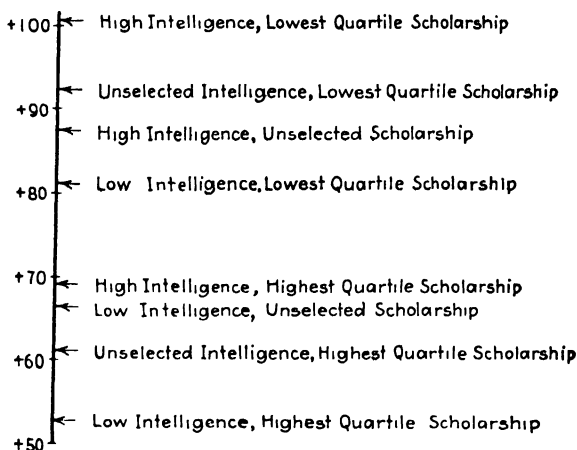 +100 High Intelligence, Lowest Quartile Scholarship
Unselected Intelligence, Lowest Quartile Scholarship
+90
High Intelligence, Unselected Scholarship
Low Intelligence, Lowest Quartile Scholarship
+80
+70
High Intelligence, Highest Quartile Scholarship
Low Intelligence, Unselected Scholarship
Unselected Intelligence, Highest Quartile Scholarship
+60
Low Intelligence, Highest Quartile Scholarship
+50